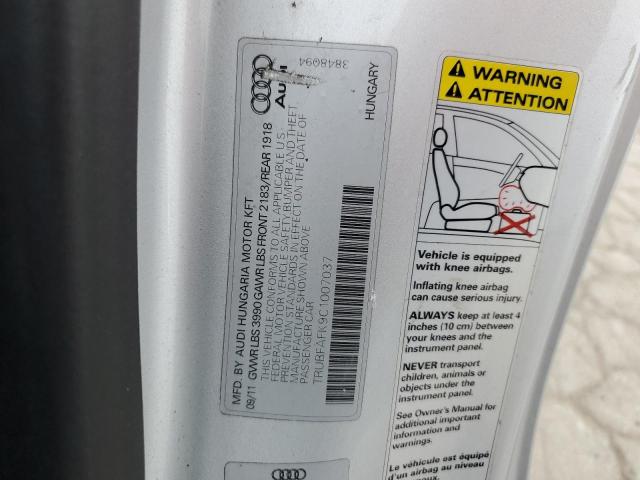 MFD. BY AUDI HUNGARIA MOTOR KFT
09/11 GVWR LBS 3990 GAWR LBS FRONT 2183/REAR 1918
THIS VEHICLE CONFORMS TO ALL APPLICABLE U S
FEDERAL MOTOR VEHICLE SAFETY BUMPER AND THEFT
PREVENTION STANDARDS IN EFFECT ON THE DATE OF
MANUFACTURE SHOWN ABOVE
PASSENGER CAR
TRUBFAFK9C1007037
Audi
3848094
HUNGARY
WARNING
ATTENTION
Vehicle is equipped
with knee airbags.
Inflating knee airbag
can cause serious injury.
ALWAYS keep at least 4
inches (10 cm) between
your knees and the
instrument panel.
NEVER transport
children, animals or
objects under the
instrument panel.
See Owner's Manual for
additional important
information and
warnings.
Le véhicule est équipé
d'un airbag au niveau
genoux.